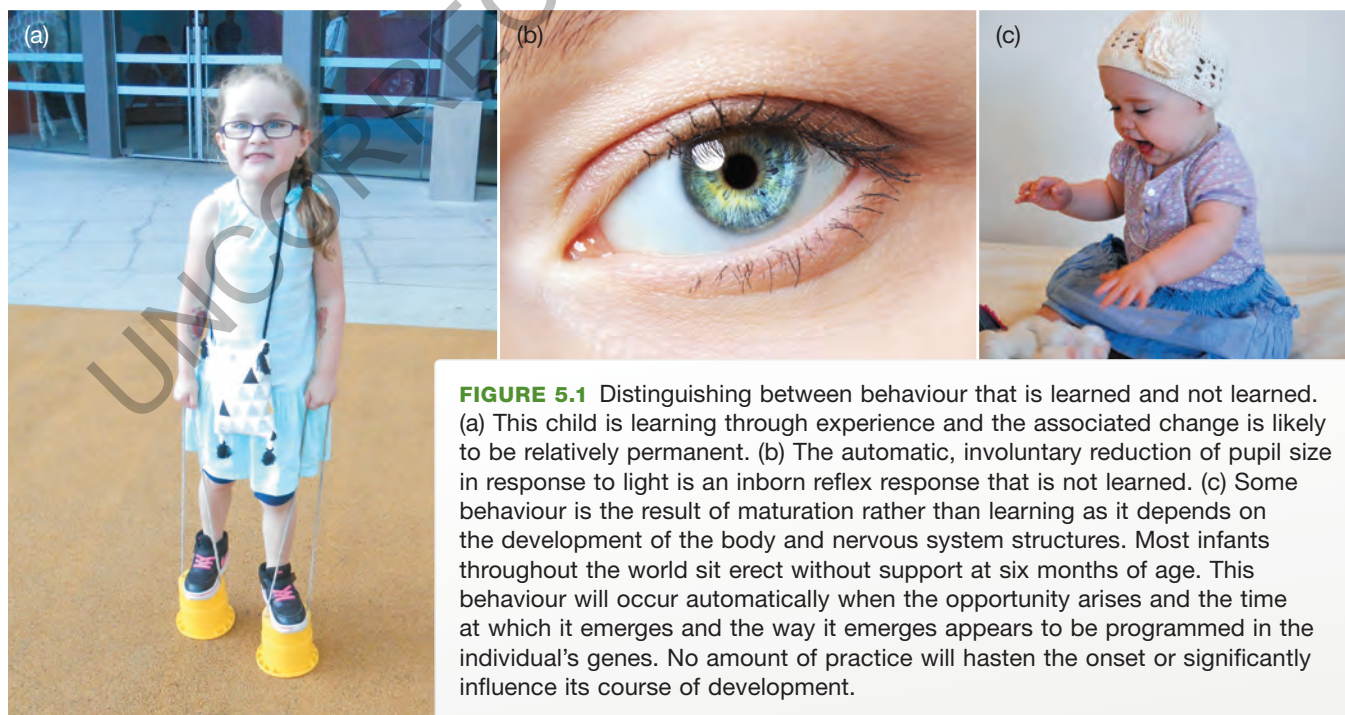 (a)
(b)
(c)
UNCORREC
FIGURE 5.1 Distinguishing between behaviour that is learned and not learned.
(a) This child is learning through experience and the associated change is likely
to be relatively permanent. (b) The automatic, involuntary reduction of pupil size
in response to light is an inborn reflex response that is not learned. (c) Some
behaviour is the result of maturation rather than learning as it depends on
the development of the body and nervous system structures. Most infants
throughout the world sit erect without support at six months of age. This
behaviour will occur automatically when the opportunity arises and the time
at which it emerges and the way it emerges appears to be programmed in the
individual's genes. No amount of practice will hasten the onset or significantly
influence its course of development.